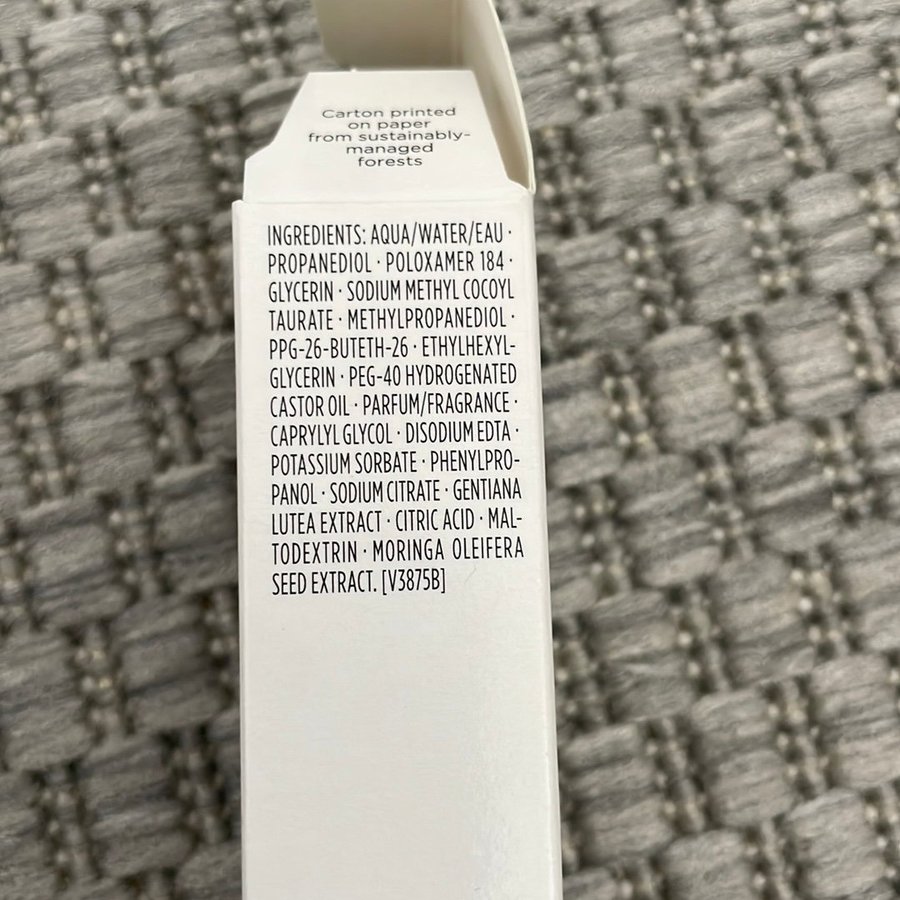 Carton printed
on paper
from sustainably-
managed
forests
INGREDIENTS: AQUA/WATER/EAU ·
PROPANEDIOL · POLOXAMER 184 ·
GLYCERIN · SODIUM METHYL COCOYL
TAURATE · METHYLPROPANEDIOL ·
PPG-26-BUTETH-26 · ETHYLHEXYL-
GLYCERIN · PEG-40 HYDROGENATED
CASTOR OIL · PARFUM/FRAGRANCE ·
CAPRYLYL GLYCOL · DISODIUM EDTA ·
POTASSIUM SORBATE · PHENYLPRO-
PANOL · SODIUM CITRATE · GENTIANA
LUTEA EXTRACT · CITRIC ACID · MAL-
TODEXTRIN · MORINGA OLEIFERA
SEED EXTRACT. [V3875B]